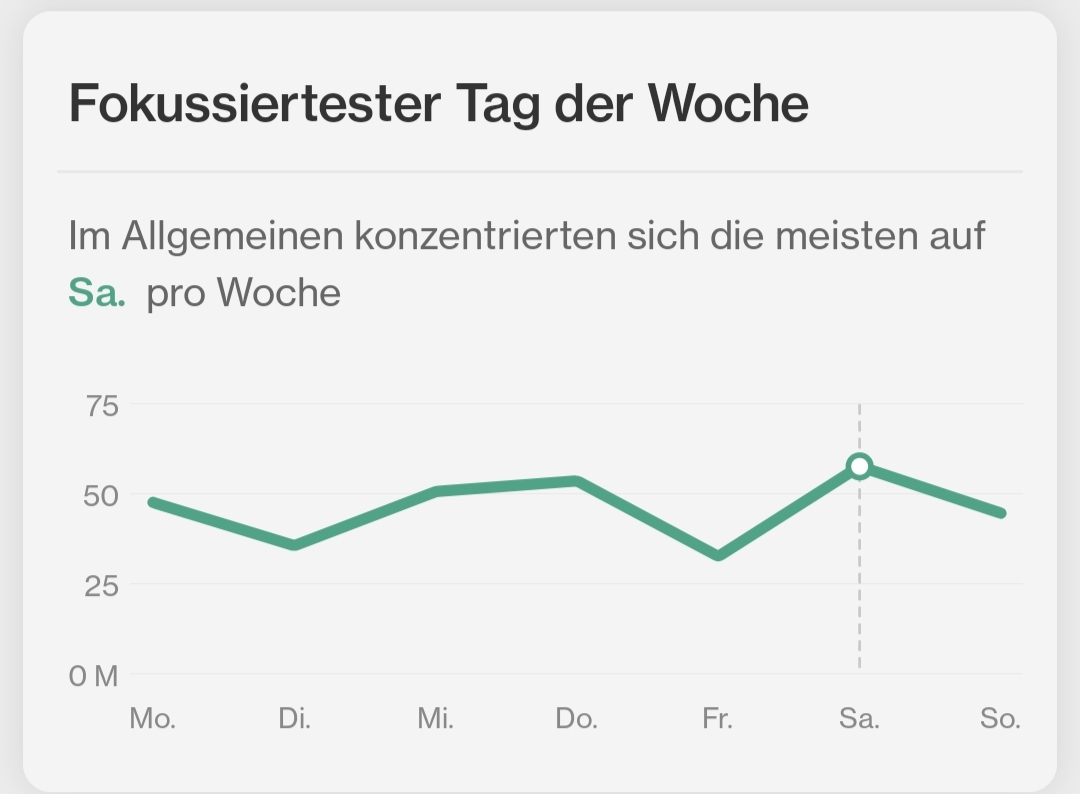 Fokussiertester Tag der Woche
Im Allgemeinen konzentrierten sich die meisten auf
Sa. pro Woche
75
50
25
0 M
Mo. Di. Mi. Do. Fr. Sa. So.